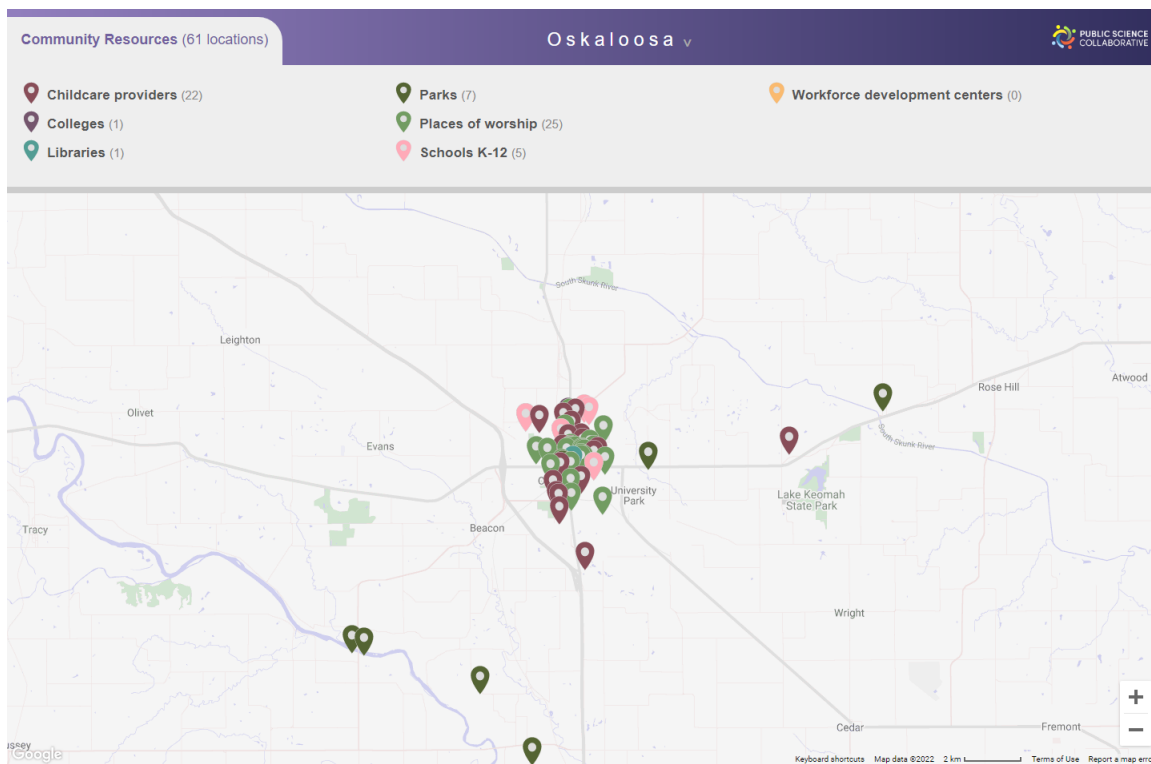 Community Resources (61 locations)
Oskaloosa v
PUBLIC SCIENCE
COLLABORATIVE
Childcare providers (22)
Parks (7)
Workforce development centers (0)
Colleges (1)
Places of worship (25)
Libraries (1)
Schools K-12 (5)
South Skunk River
Leighton
Rose Hill
Atwood
Olivet
Evans
South Skunk River
University
Park
Lake Keomah
State Park
Tracy
Beacon
Wright
Cedar
Fremont
Google
Keyboard shortcuts Map data ©2022 2 km Terms of Use Report a map erro